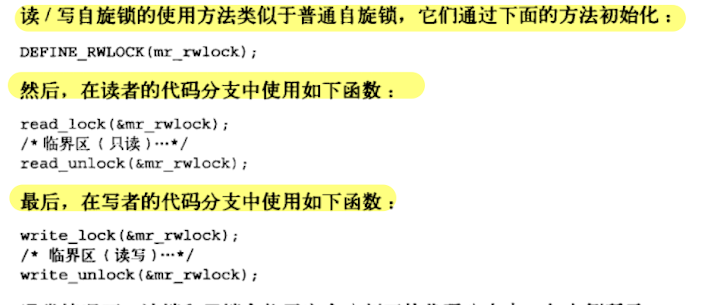 读 / 写自旋锁的使用方法类似于普通自旋锁，它们通过下面的方法初始化：
DEFINE_RWLOCK(mr_rwlock);
然后，在读者的代码分支中使用如下函数：
read_lock(&mr_rwlock);
/* 临界区（只读）…*/
read_unlock(&mr_rwlock);
最后，在写者的代码分支中使用如下函数：
write_lock(&mr_rwlock);
/* 临界区（读写）…*/
write_unlock(&mr_rwlock);